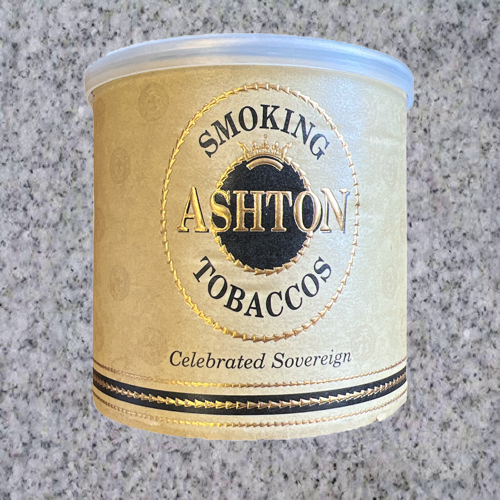 SMOKING
ASHTON
TOBACCOS
Celebrated Sovereign